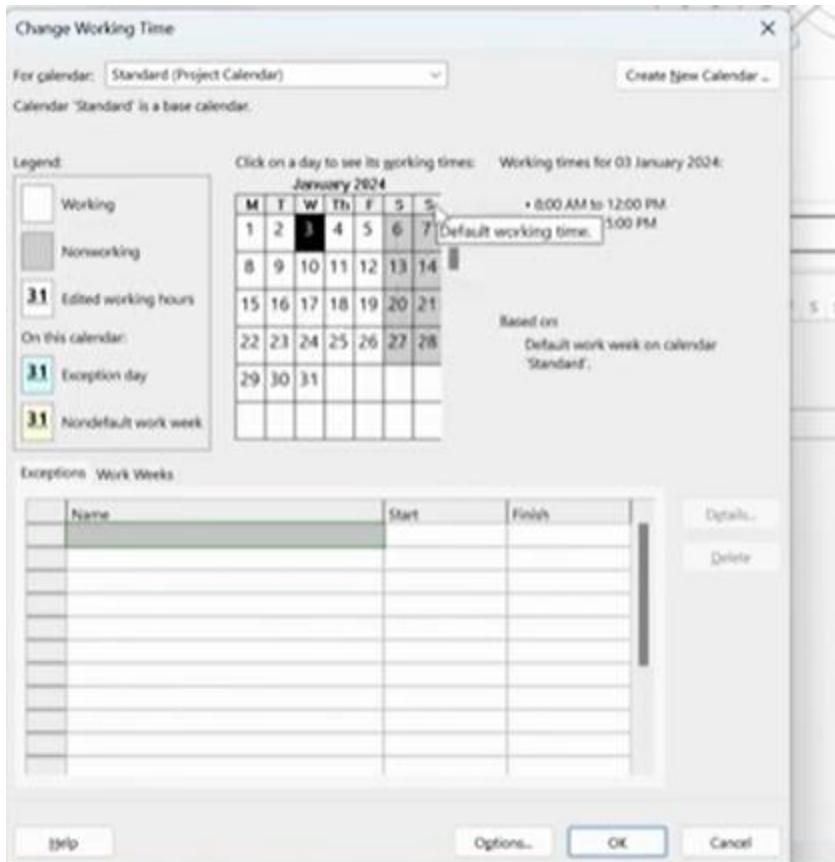 Change Working Time
For calendar: Standard (Project Calendar)
Create New Calendar ...
Calendar 'Standard' is a base calendar.
Legend:
Working
Nonworking
31 Edited working hours
On this calendar:
31 Exception day
31 Nondefault work week
Click on a day to see its working times:
January 2024
M T W Th F S S
1 2 3 4 5 6 7
8 9 10 11 12 13 14
15 16 17 18 19 20 21
22 23 24 25 26 27 28
29 30 31
Working times for 03 January 2024:
• 8:00 AM to 12:00 PM
5:00 PM
Default working time.
Based on:
Default work week on calendar
'Standard'.
Exceptions Work Weeks
Name Start Finish
Details...
Delete
Help Options... OK Cancel